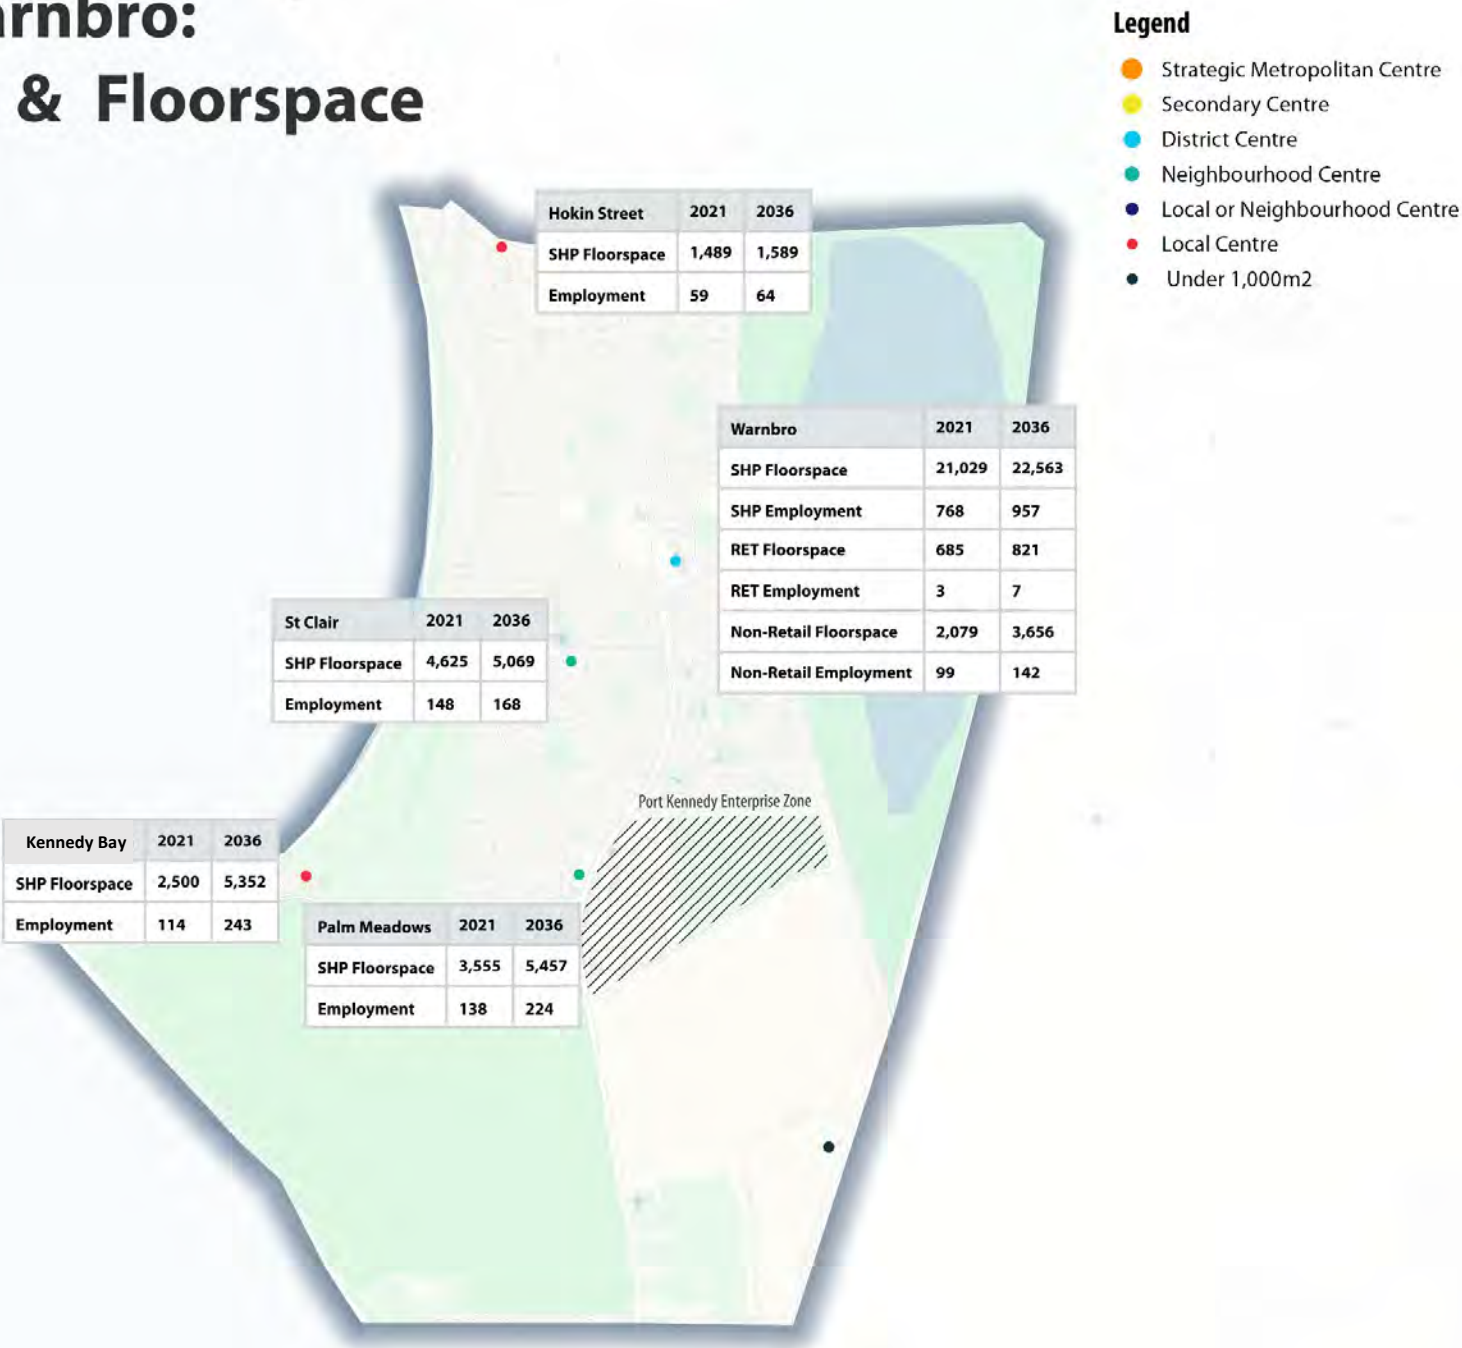 arnbro:
& Floorspace
Legend
Strategic Metropolitan Centre
Secondary Centre
District Centre
Neighbourhood Centre
Local or Neighbourhood Centre
Local Centre
Under 1,000m2
Hokin Street 2021 2036
SHP Floorspace 1,489 1,589
Employment 59 64
Warnbro 2021 2036
SHP Floorspace 21,029 22,563
SHP Employment 768 957
RET Floorspace 685 821
RET Employment 3 7
Non-Retail Floorspace 2,079 3,656
Non-Retail Employment 99 142
St Clair 2021 2036
SHP Floorspace 4,625 5,069
Employment 148 168
Port Kennedy Enterprise Zone
Kennedy Bay 2021 2036
SHP Floorspace 2,500 5,352
Employment 114 243
Palm Meadows 2021 2036
SHP Floorspace 3,555 5,457
Employment 138 224